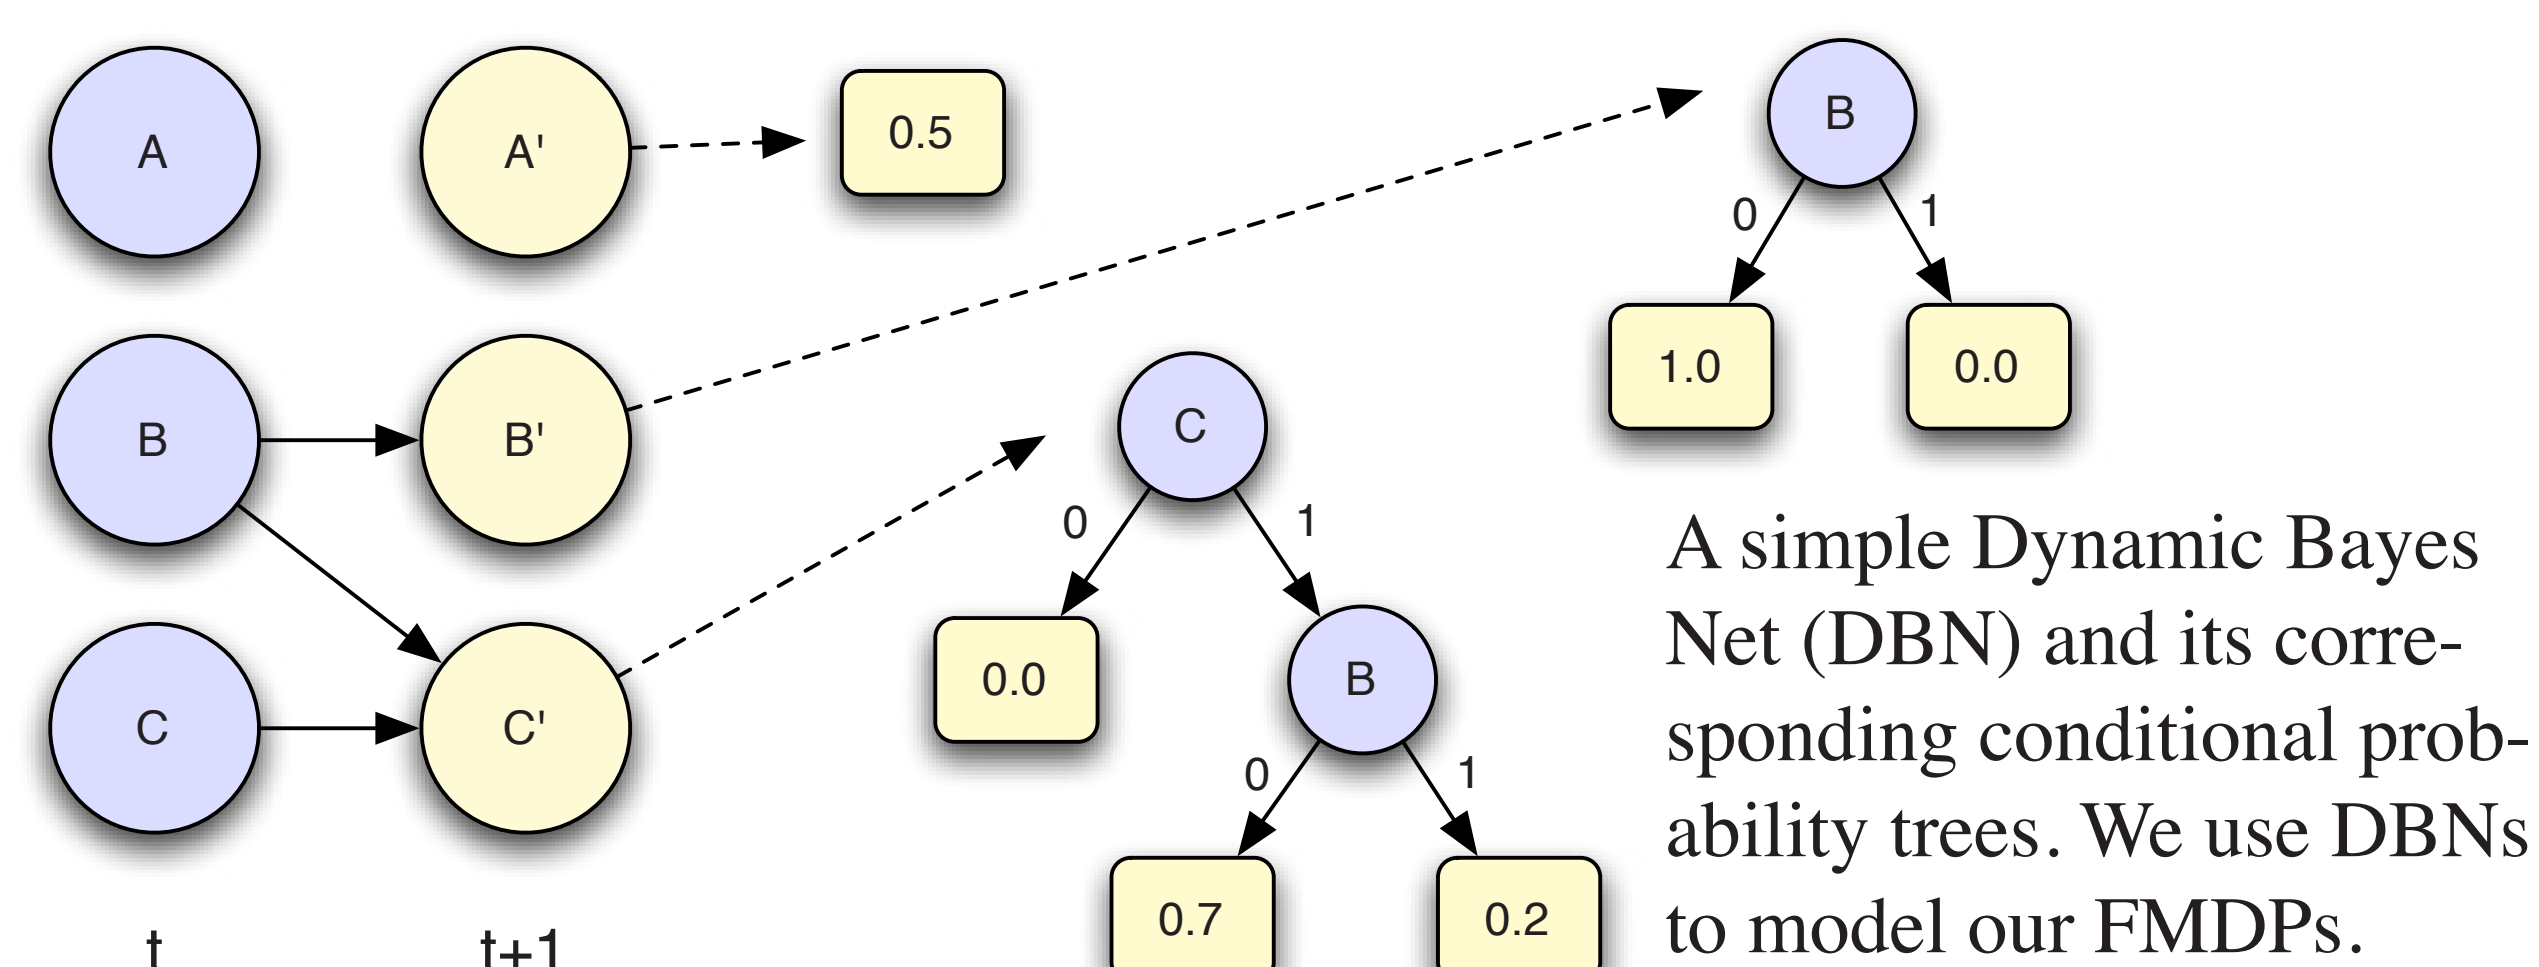 A
A'
0.5
B
0
1
1.0
0.0
B
B'
C
0
1
0.0
B
0
1
0.7
0.2
C
C'
t
t+1
A simple Dynamic Bayes
Net (DBN) and its corre-
sponding conditional prob-
ability trees. We use DBNs
to model our FMDPs.